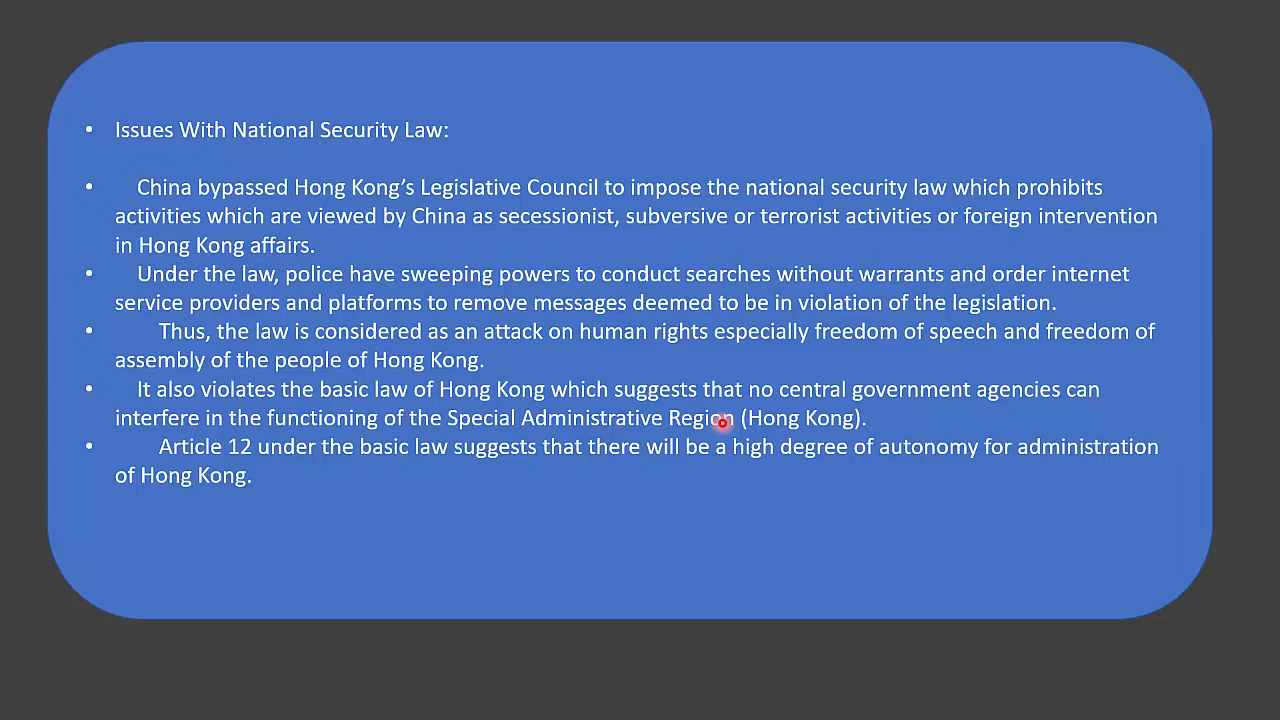 • Issues With National Security Law:
• China bypassed Hong Kong’s Legislative Council to impose the national security law which prohibits
activities which are viewed by China as secessionist, subversive or terrorist activities or foreign intervention
in Hong Kong affairs.
• Under the law, police have sweeping powers to conduct searches without warrants and order internet
service providers and platforms to remove messages deemed to be in violation of the legislation.
• Thus, the law is considered as an attack on human rights especially freedom of speech and freedom of
assembly of the people of Hong Kong.
• It also violates the basic law of Hong Kong which suggests that no central government agencies can
interfere in the functioning of the Special Administrative Region (Hong Kong).
• Article 12 under the basic law suggests that there will be a high degree of autonomy for administration
of Hong Kong.